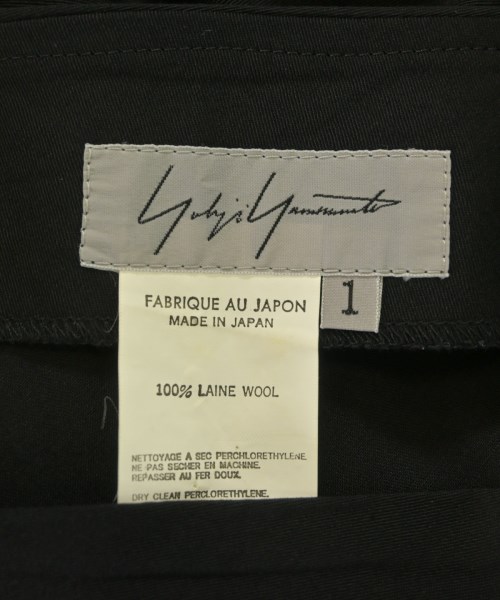 Yohji Yamamoto
1
FABRIQUE AU JAPON
MADE IN JAPAN
100% LAINE WOOL
NETTOYAGE A SEC PERCHLORETHYLENE.
NE PAS SECHER EN MACHINE.
REPASSER AU FER DOUX.
DRY CLEAN PERCLORETHYLENE.